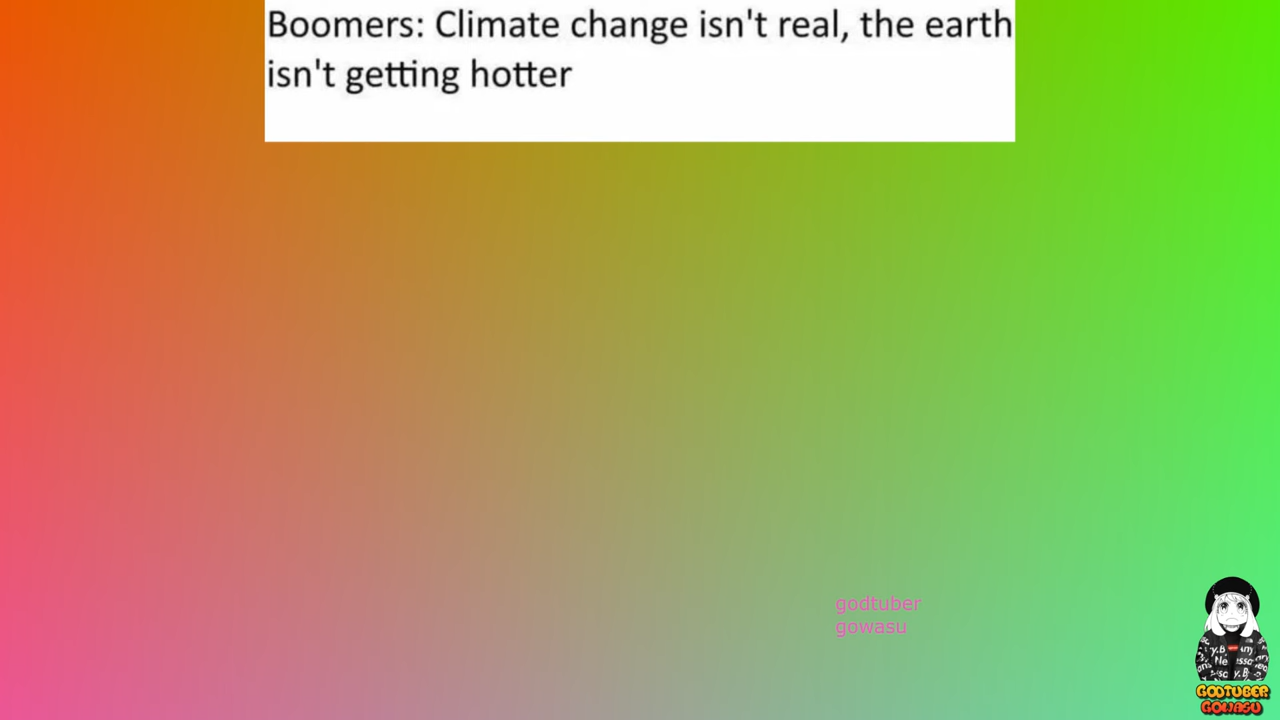 Boomers: Climate change isn't real, the earth
isn't getting hotter
godtuber
gowasu
GODTUBER
GOWASU